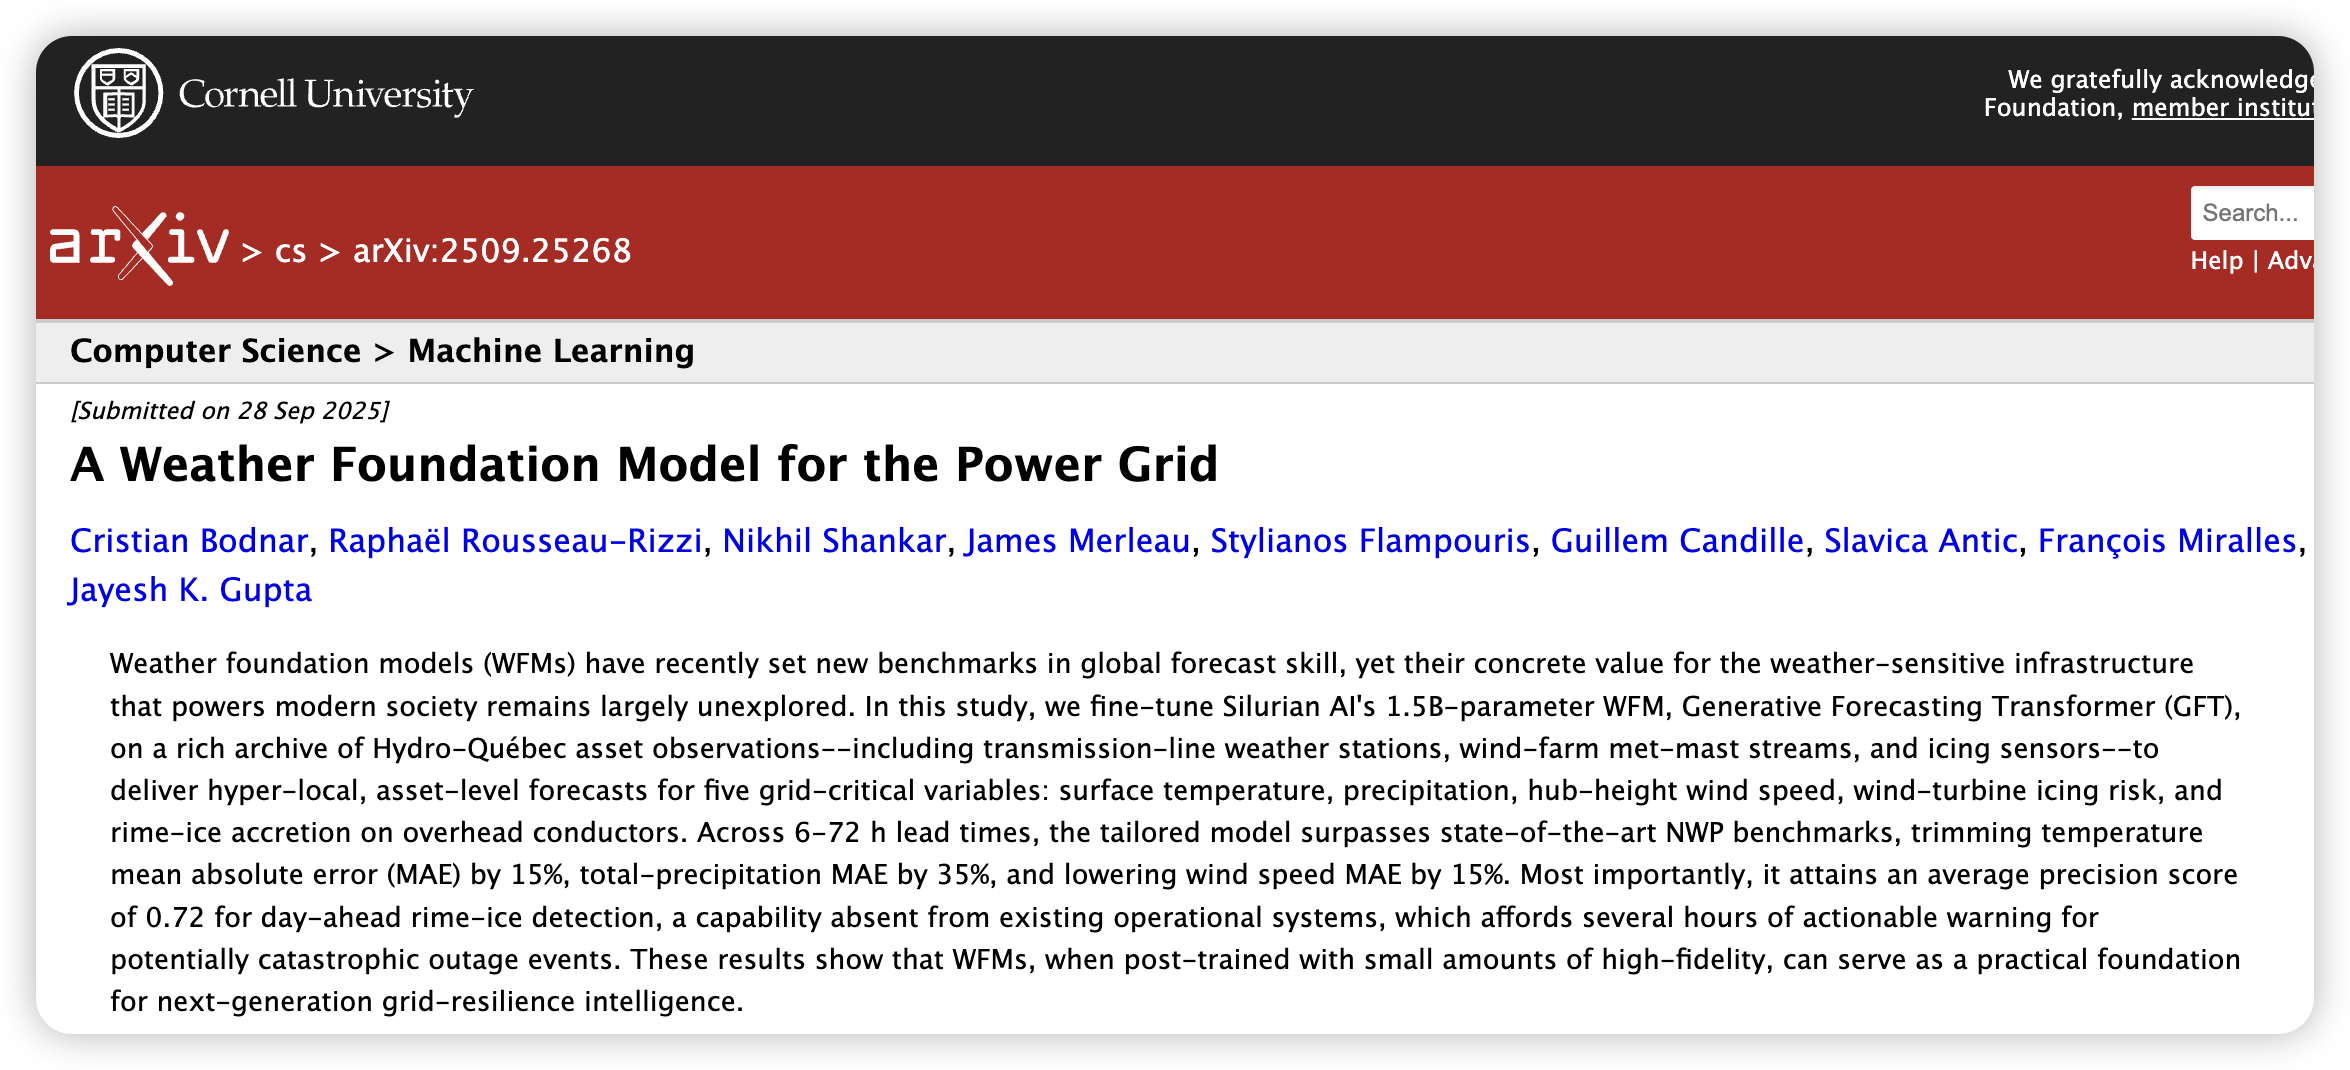 Cornell University
We gratefully acknowledge
Foundation, member institu
arXiv > cs > arXiv:2509.25268
Search...
Help | Adv
Computer Science > Machine Learning
[Submitted on 28 Sep 2025]
A Weather Foundation Model for the Power Grid
Cristian Bodnar, Raphaël Rousseau-Rizzi, Nikhil Shankar, James Merleau, Stylianos Flampouris, Guillem Candille, Slavica Antic, François Miralles,
Jayesh K. Gupta
Weather foundation models (WFMs) have recently set new benchmarks in global forecast skill, yet their concrete value for the weather-sensitive infrastructure
that powers modern society remains largely unexplored. In this study, we fine-tune Silurian AI's 1.5B-parameter WFM, Generative Forecasting Transformer (GFT),
on a rich archive of Hydro-Québec asset observations--including transmission-line weather stations, wind-farm met-mast streams, and icing sensors--to
deliver hyper-local, asset-level forecasts for five grid-critical variables: surface temperature, precipitation, hub-height wind speed, wind-turbine icing risk, and
rime-ice accretion on overhead conductors. Across 6-72 h lead times, the tailored model surpasses state-of-the-art NWP benchmarks, trimming temperature
mean absolute error (MAE) by 15%, total-precipitation MAE by 35%, and lowering wind speed MAE by 15%. Most importantly, it attains an average precision score
of 0.72 for day-ahead rime-ice detection, a capability absent from existing operational systems, which affords several hours of actionable warning for
potentially catastrophic outage events. These results show that WFMs, when post-trained with small amounts of high-fidelity, can serve as a practical foundation
for next-generation grid-resilience intelligence.